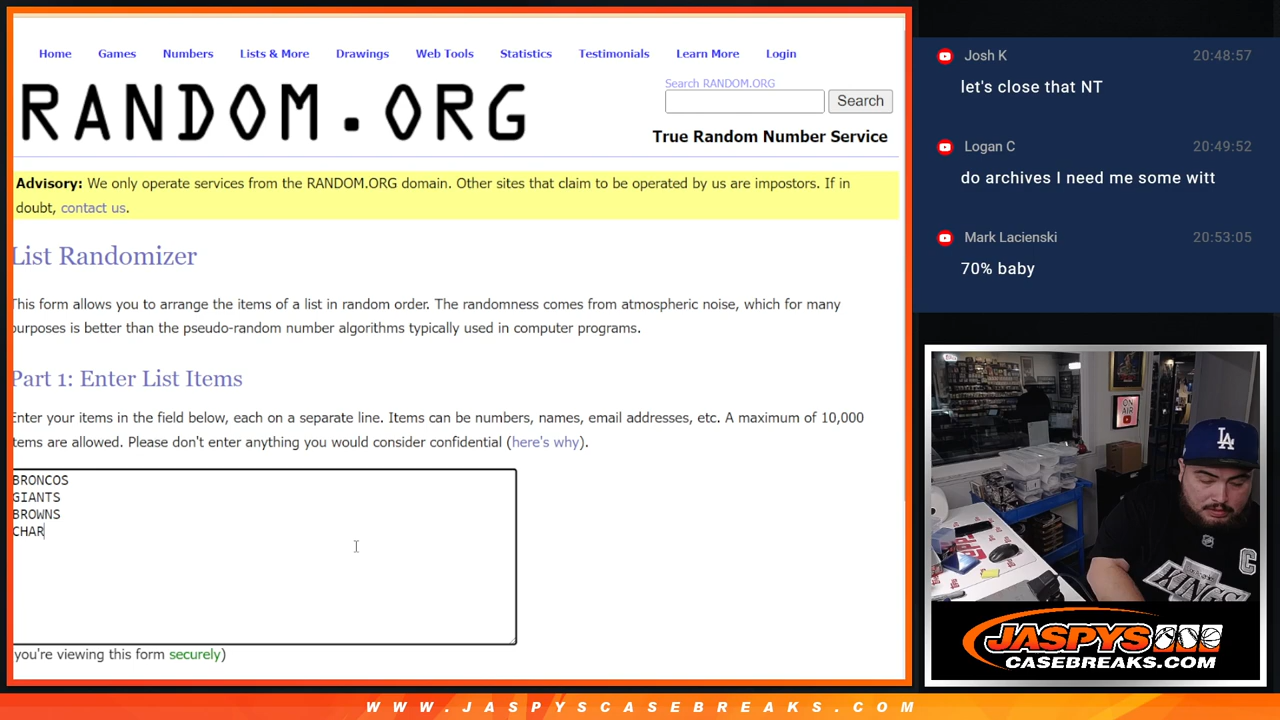 Home Games Numbers Lists & More Drawings Web Tools Statistics Testimonials Learn More Login
RANDOM.ORG
Search RANDOM.ORG
Search
True Random Number Service
Advisory: We only operate services from the RANDOM.ORG domain. Other sites that claim to be operated by us are impostors. If in
doubt, contact us.
List Randomizer
This form allows you to arrange the items of a list in random order. The randomness comes from atmospheric noise, which for many
purposes is better than the pseudo-random number algorithms typically used in computer programs.
Part 1: Enter List Items
Enter your items in the field below, each on a separate line. Items can be numbers, names, email addresses, etc. A maximum of 10,000
items are allowed. Please don't enter anything you would consider confidential (here's why).
BRONCOS
GIANTS
BROWNS
CHAR
you're viewing this form securely)
Josh K 20:48:57
let's close that NT
Logan C 20:49:52
do archives I need me some witt
Mark Lacienski 20:53:05
70% baby
ON
AIR
LA
C
KINGS
JASPYS
CASEBREAKS.COM
WWW.JASPYSCASEBREAKS.COM